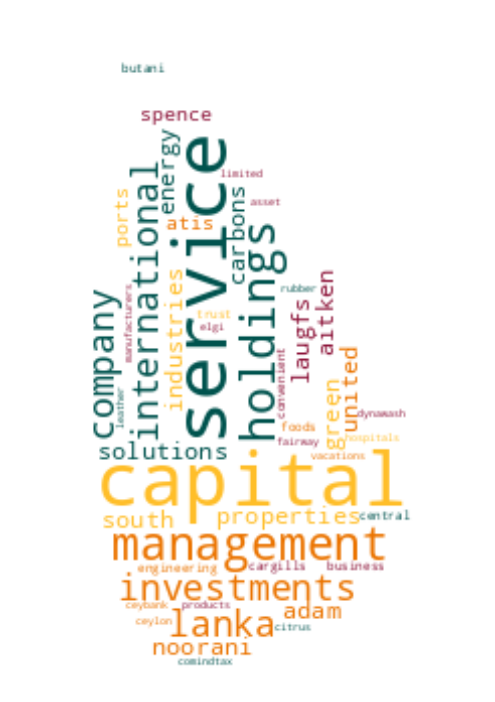 butani
spence
energy
service
limited
international
ports
carbons
asset
atis
holdings
company
manufacturers
industries
trust
elgi
rubber
laugfs
aitken
leather
convenient
green
united
dynawash
foods
fairway
hospitals
solutions
vacations
capital
south
properties
central
management
engineering
cargills
business
investments
ceybank
products
adam
ceylon
lanka
citrus
noorani
comindtax